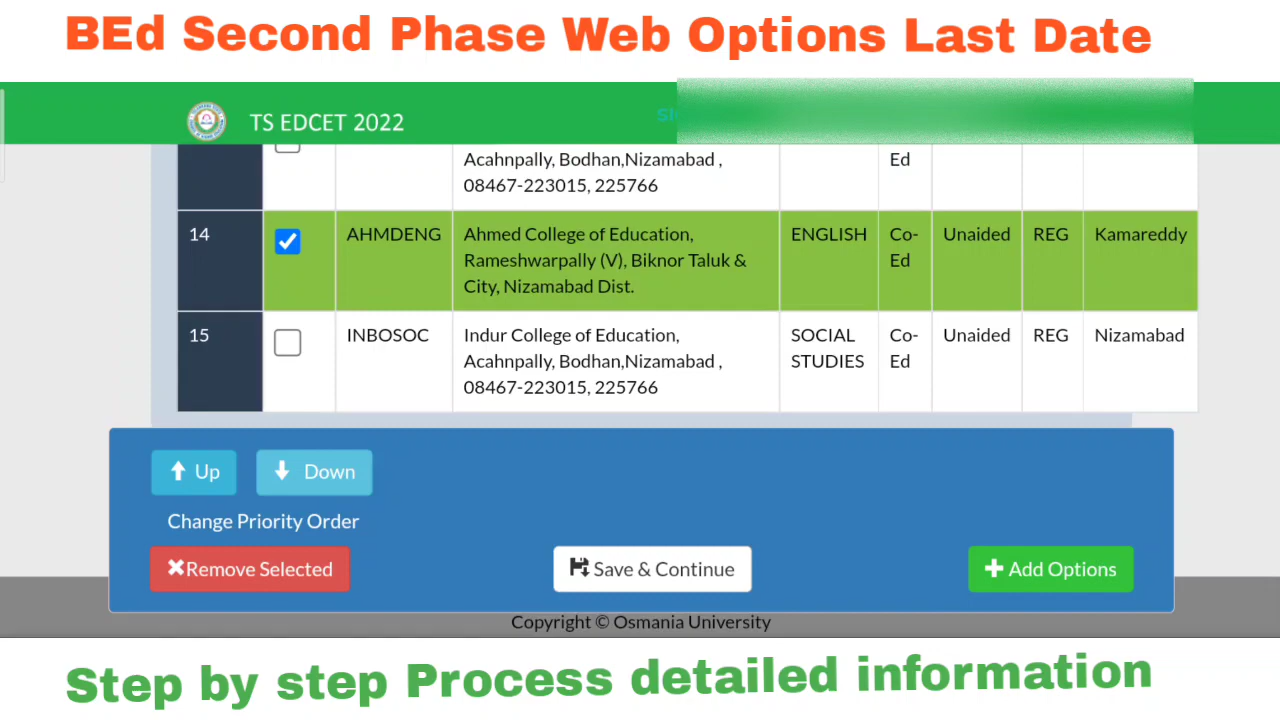 BEd Second Phase Web Options Last Date
TS EDCET 2022
Acahnpally, Bodhan,Nizamabad ,
08467-223015, 225766
Ed
14
AHMDENG
Ahmed College of Education,
Rameshwarpally (V), Biknor Taluk &
City, Nizamabad Dist.
ENGLISH
Co-
Ed
Unaided
REG
Kamareddy
15
INBOSOC
Indur College of Education,
Acahnpally, Bodhan,Nizamabad ,
08467-223015, 225766
SOCIAL
STUDIES
Co-
Ed
Unaided
REG
Nizamabad
Up
Down
Change Priority Order
Remove Selected
Save & Continue
Add Options
Copyright © Osmania University
Step by step Process detailed information